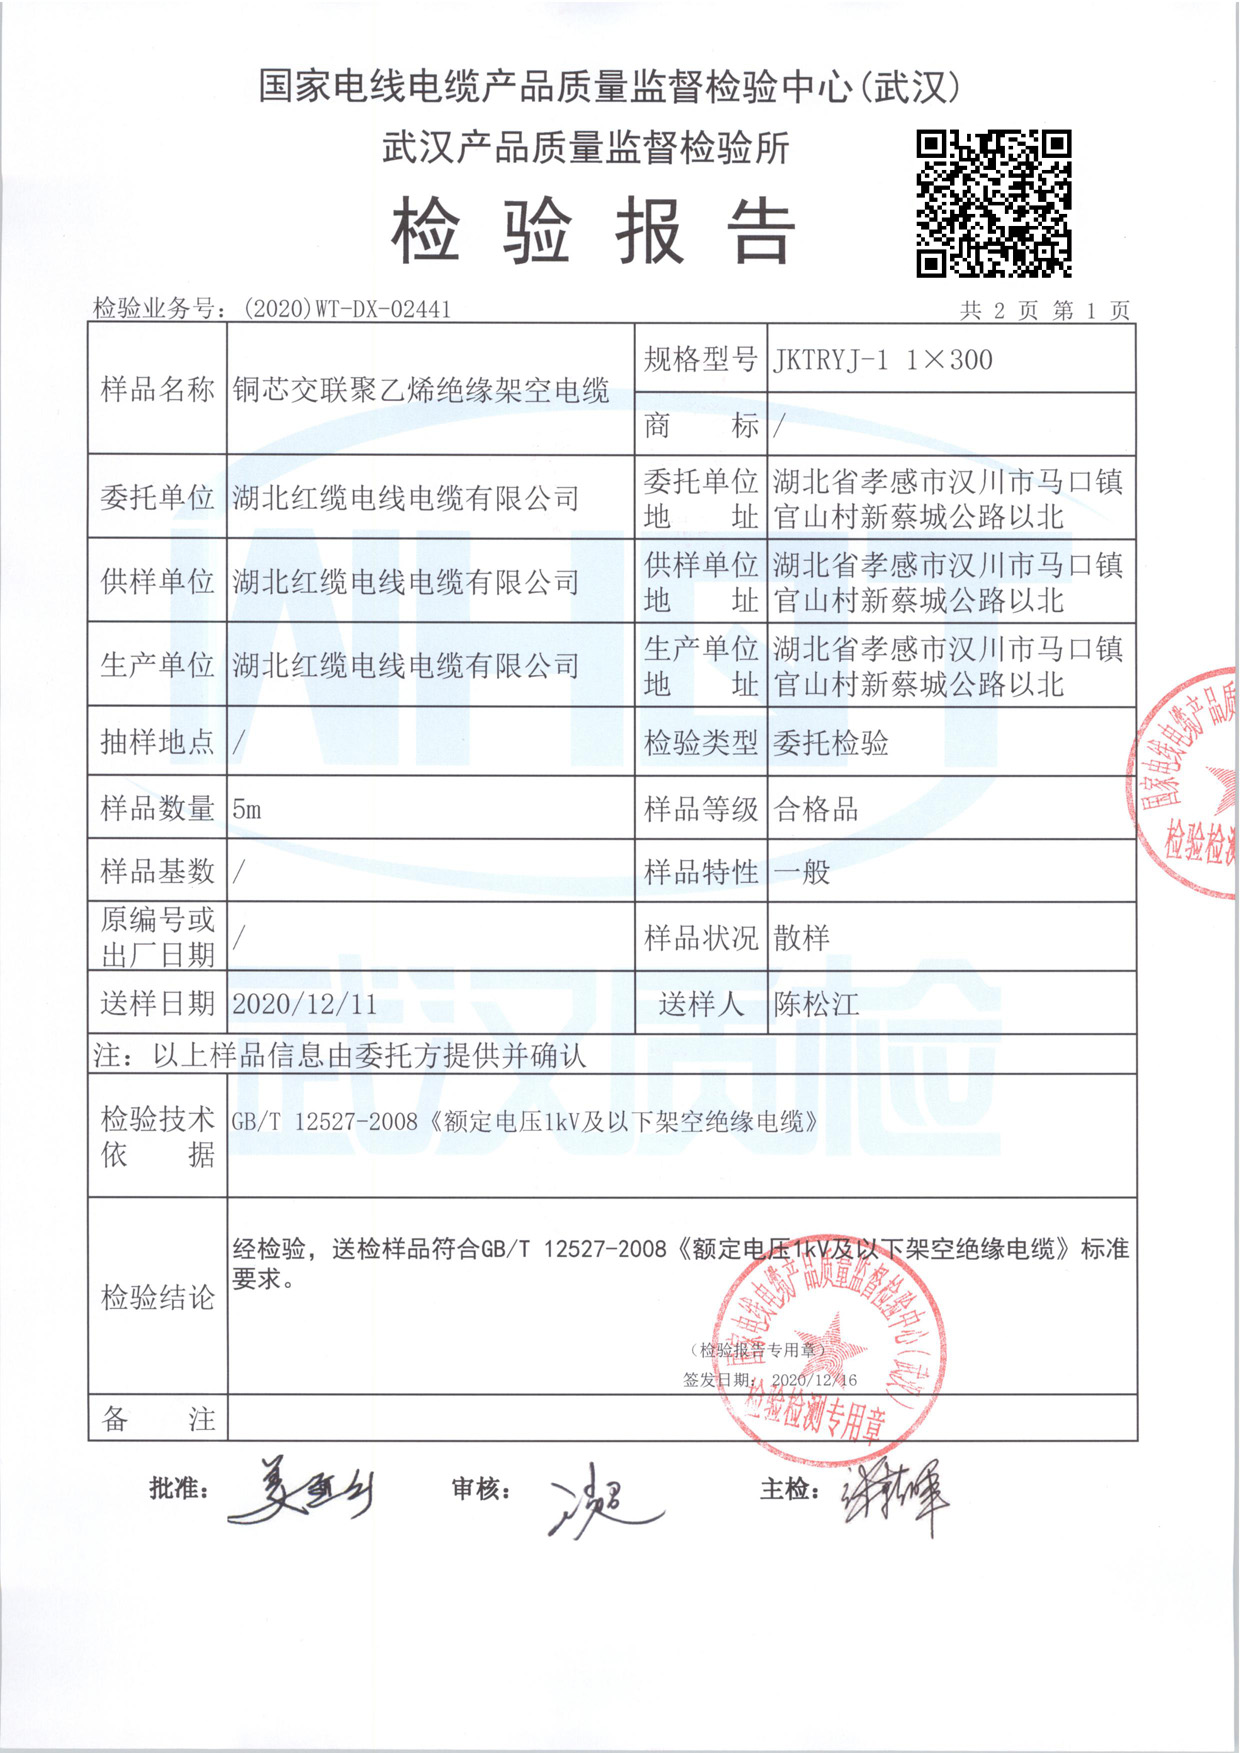 国家电线电缆产品质量监督检验中心(武汉)
武汉产品质量监督检验所
检验报告
检验业务号：(2020)WT-DX-02441
共 2 页 第 1 页
样品名称
铜芯交联聚乙烯绝缘架空电缆
规格型号
JKTRYJ-1 1×300
商 标
/
委托单位
湖北红缆电线电缆有限公司
委托单位
地 址
湖北省孝感市汉川市马口镇
官山村新蔡城公路以北
供样单位
湖北红缆电线电缆有限公司
供样单位
地 址
湖北省孝感市汉川市马口镇
官山村新蔡城公路以北
生产单位
湖北红缆电线电缆有限公司
生产单位
地 址
湖北省孝感市汉川市马口镇
官山村新蔡城公路以北
抽样地点
/
检验类型
委托检验
样品数量
5m
样品等级
合格品
样品基数
/
样品特性
一般
原编号或
出厂日期
/
样品状况
散样
送样日期
2020/12/11
送样人
陈松江
注：以上样品信息由委托方提供并确认
检验技术
依 据
GB/T 12527-2008《额定电压1kV及以下架空绝缘电缆》
检验结论
经检验，送检样品符合GB/T 12527-2008《额定电压1kV及以下架空绝缘电缆》标准
要求。
（检验报告专用章）
签发日期： 2020/12/16
国家电线电缆产品质量监督检验中心(武汉)
检验检测专用章
备 注
批准：
审核：
主检：
国家电线电缆产品质
检验检测
WHQT
武汉质检